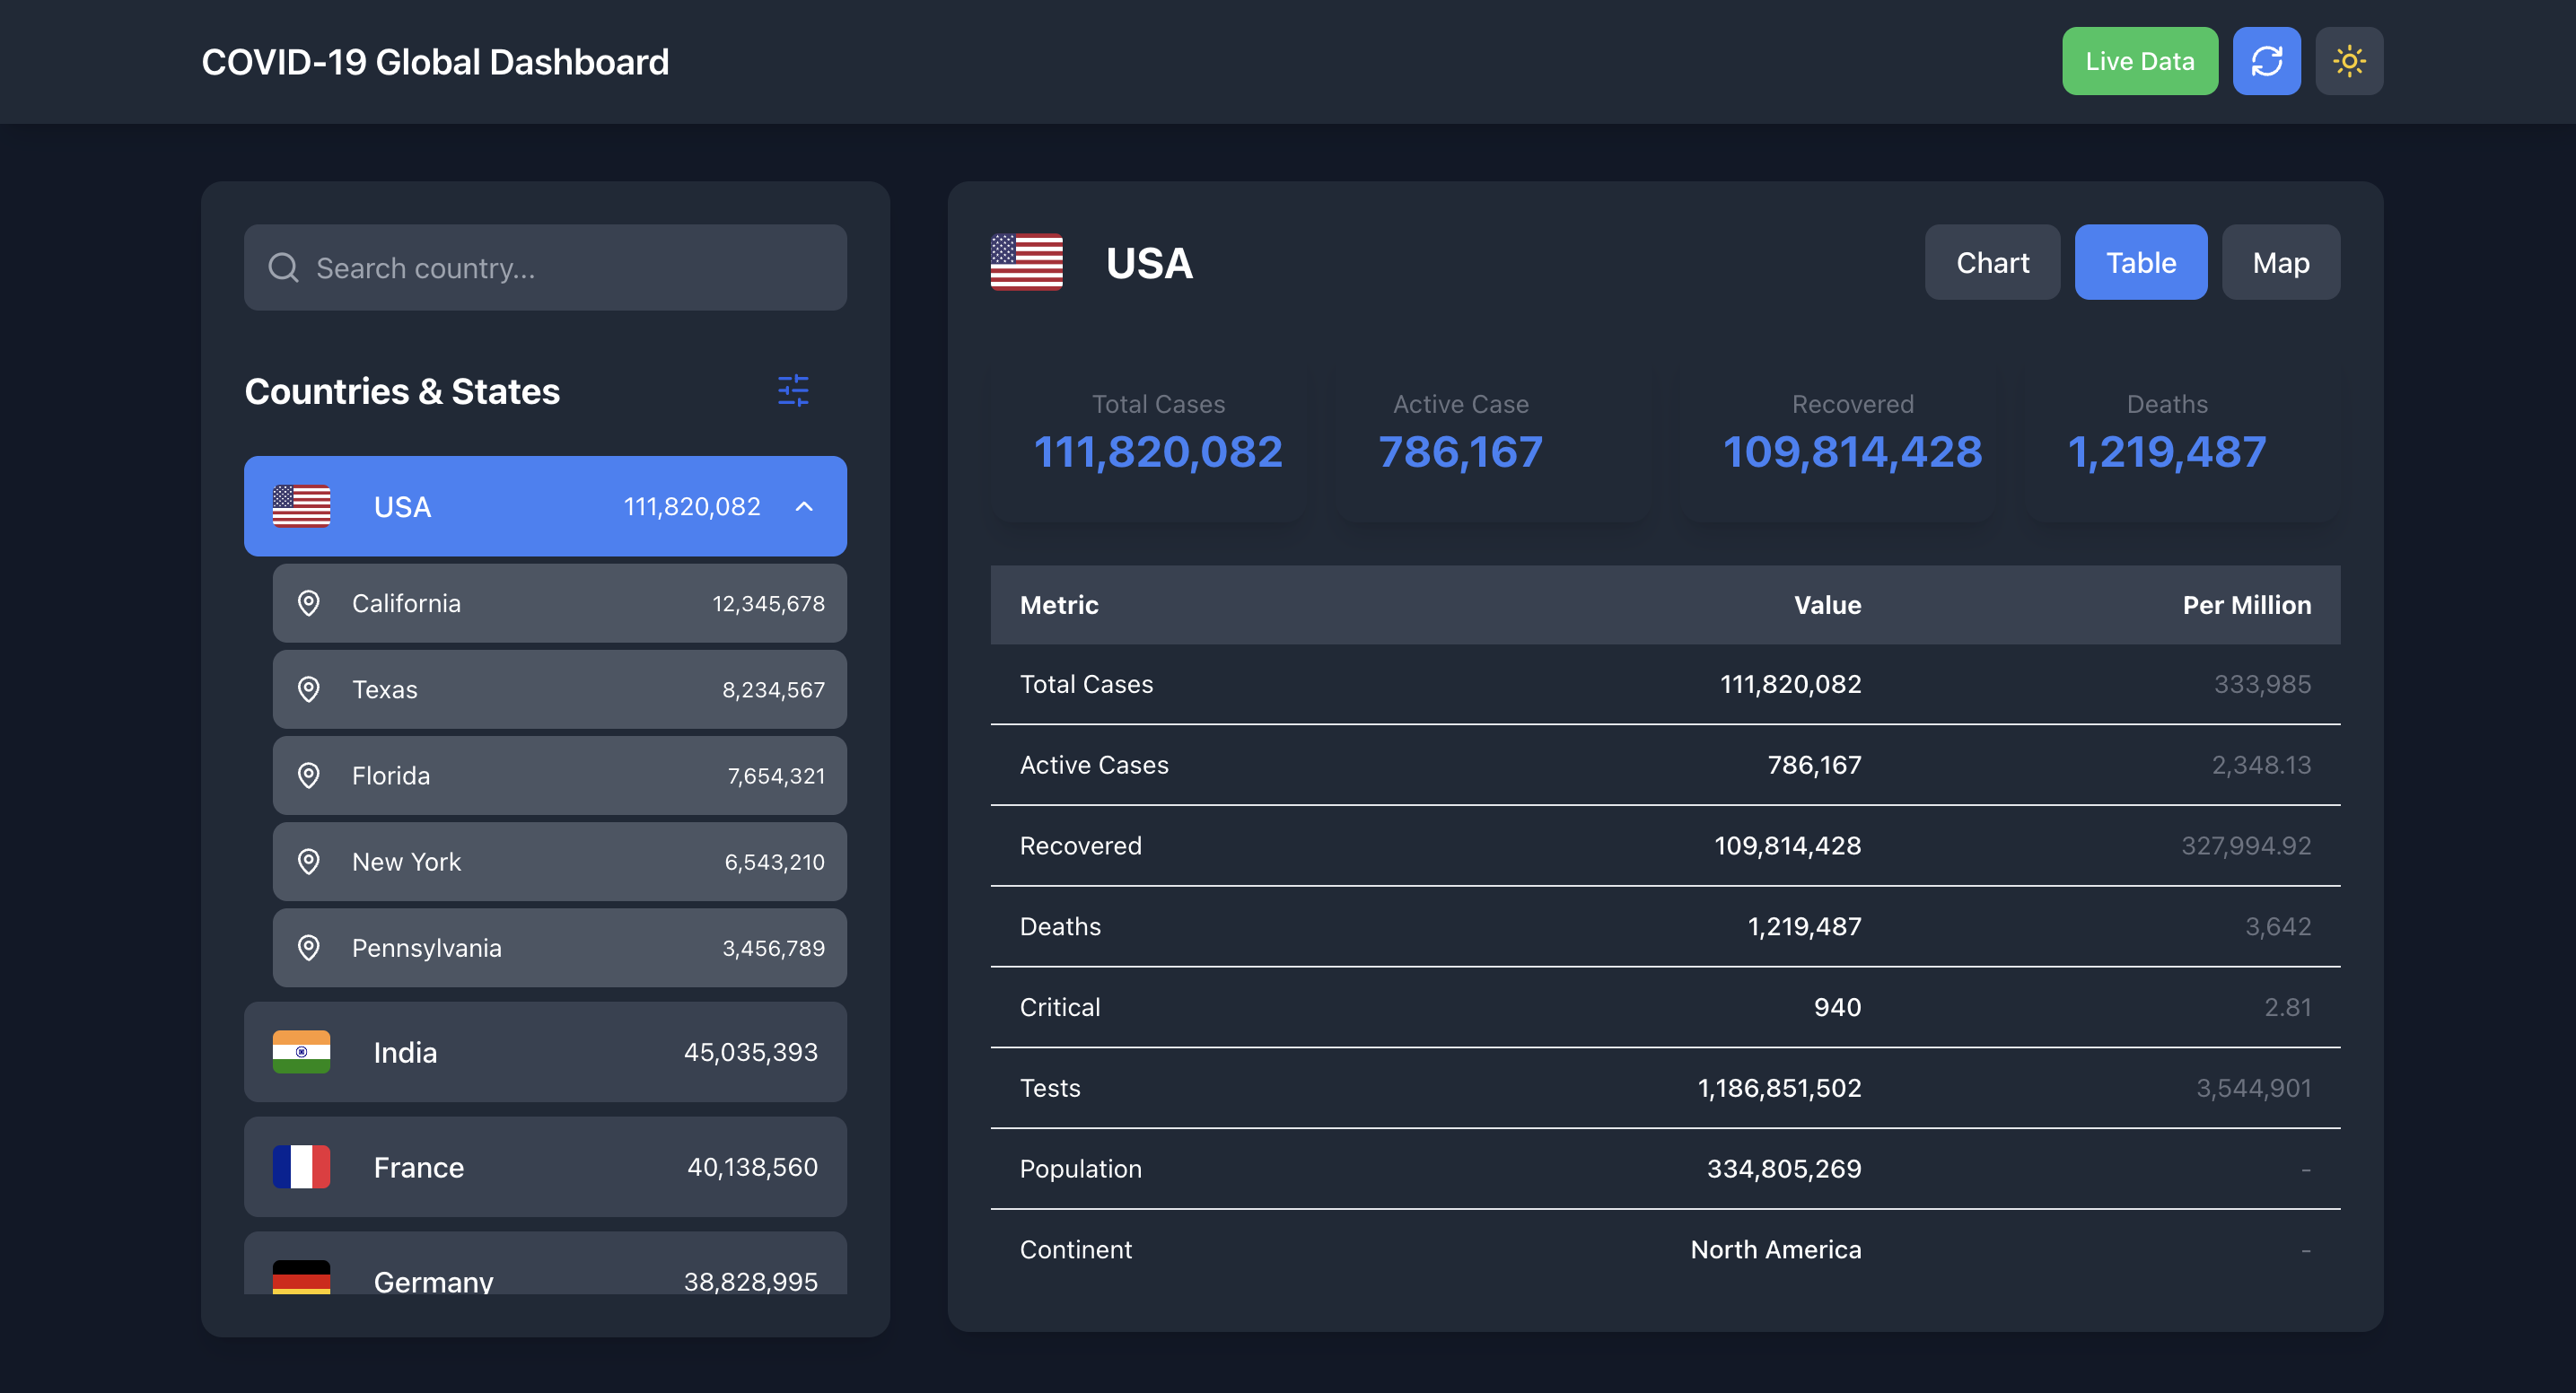 COVID-19 Global Dashboard
Live Data
Search country...
Countries & States
USA 111,820,082
California 12,345,678
Texas 8,234,567
Florida 7,654,321
New York 6,543,210
Pennsylvania 3,456,789
India 45,035,393
France 40,138,560
Germany 38,828,995
USA
Chart Table Map
Total Cases Active Case Recovered Deaths
111,820,082 786,167 109,814,428 1,219,487
Metric Value Per Million
Total Cases 111,820,082 333,985
Active Cases 786,167 2,348.13
Recovered 109,814,428 327,994.92
Deaths 1,219,487 3,642
Critical 940 2.81
Tests 1,186,851,502 3,544,901
Population 334,805,269 -
Continent North America -